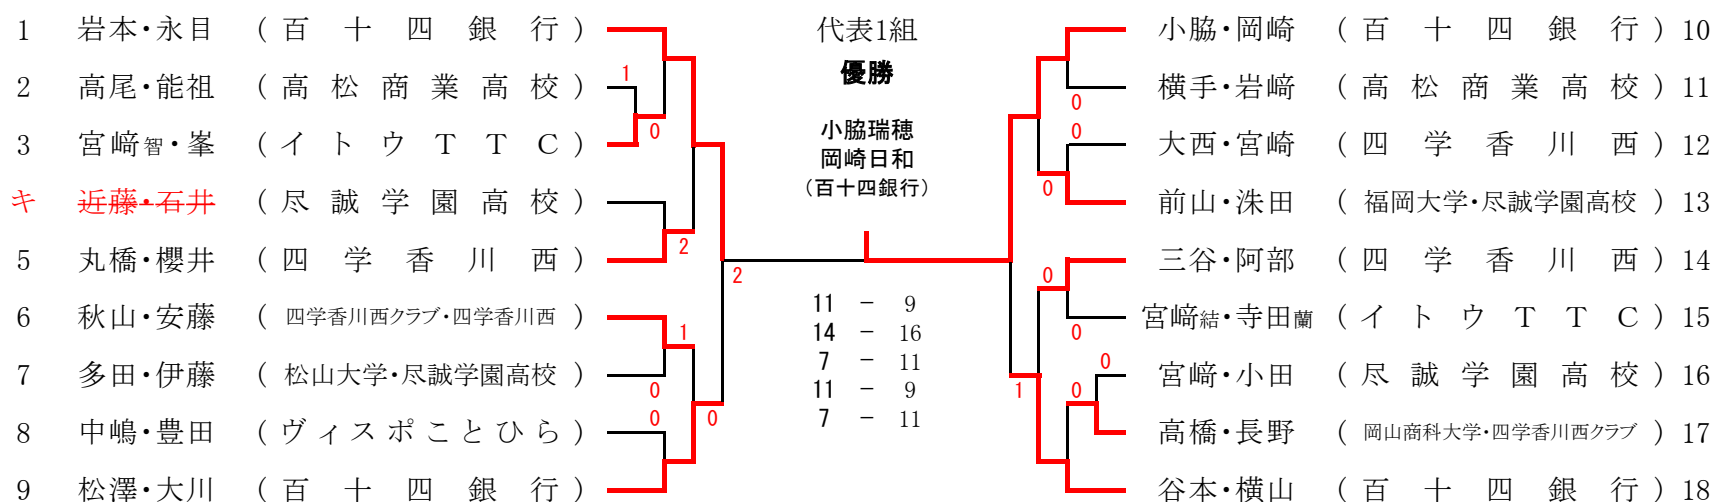 1 岩本・永目 (百十四銀行)
2 高尾・能祖 (高松商業高校)
3 宮﨑智・峯 (イトウTTC)
キ 近藤・石井 (尽誠学園高校)
5 丸橋・櫻井 (四学香川西)
6 秋山・安藤 (四学香川西クラブ・四学香川西)
7 多田・伊藤 (松山大学・尽誠学園高校)
8 中嶋・豊田 (ヴィスポことひら)
9 松澤・大川 (百十四銀行)
1
0
2
1
0
0
0
2
代表1組
優勝
小脇瑞穂
岡崎日和
(百十四銀行)
11 － 9
14 － 16
7 － 11
11 － 9
7 － 11
0
0
0
0
0
0
0
1
小脇・岡崎 (百十四銀行) 10
横手・岩﨑 (高松商業高校) 11
大西・宮崎 (四学香川西) 12
前山・洙田 (福岡大学・尽誠学園高校) 13
三谷・阿部 (四学香川西) 14
宮﨑結・寺田蘭 (イトウTTC) 15
宮﨑・小田 (尽誠学園高校) 16
高橋・長野 (岡山商科大学・四学香川西クラブ) 17
谷本・横山 (百十四銀行) 18